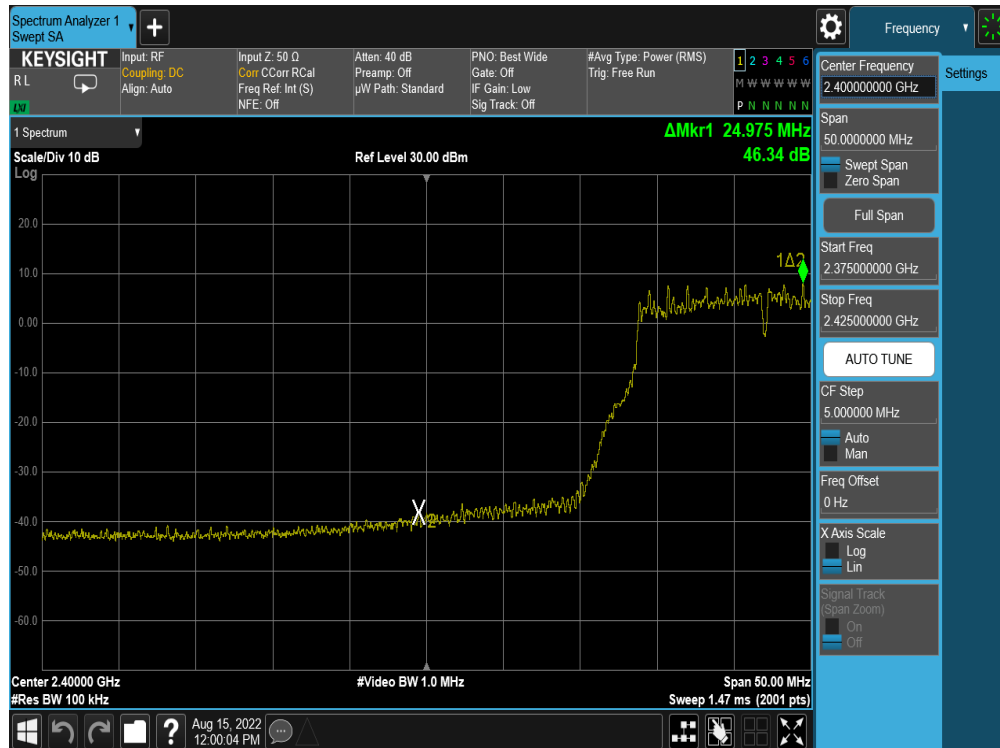 Spectrum Analyzer 1
Swept SA
+
Frequency
KEYSIGHT
R L
LXI
Input: RF
Coupling: DC
Align: Auto
Input Z: 50 Ω
Corr CCorr RCal
Freq Ref: Int (S)
NFE: Off
Atten: 40 dB
Preamp: Off
µW Path: Standard
PNO: Best Wide
Gate: Off
IF Gain: Low
Sig Track: Off
#Avg Type: Power (RMS)
Trig: Free Run
1 2 3 4 5 6
M W W W W W
P N N N N N
1 Spectrum
Scale/Div 10 dB
Log
Ref Level 30.00 dBm
ΔMkr1 24.975 MHz
46.34 dB
20.0
10.0
0.00
-10.0
-20.0
-30.0
-40.0
-50.0
-60.0
1Δ2
X2
Center 2.40000 GHz
#Res BW 100 kHz
#Video BW 1.0 MHz
Span 50.00 MHz
Sweep 1.47 ms (2001 pts)
Center Frequency
2.400000000 GHz
Settings
Span
50.0000000 MHz
Swept Span
Zero Span
Full Span
Start Freq
2.375000000 GHz
Stop Freq
2.425000000 GHz
AUTO TUNE
CF Step
5.000000 MHz
Auto
Man
Freq Offset
0 Hz
X Axis Scale
Log
Lin
Signal Track
(Span Zoom)
On
Off
?
Aug 15, 2022
12:00:04 PM